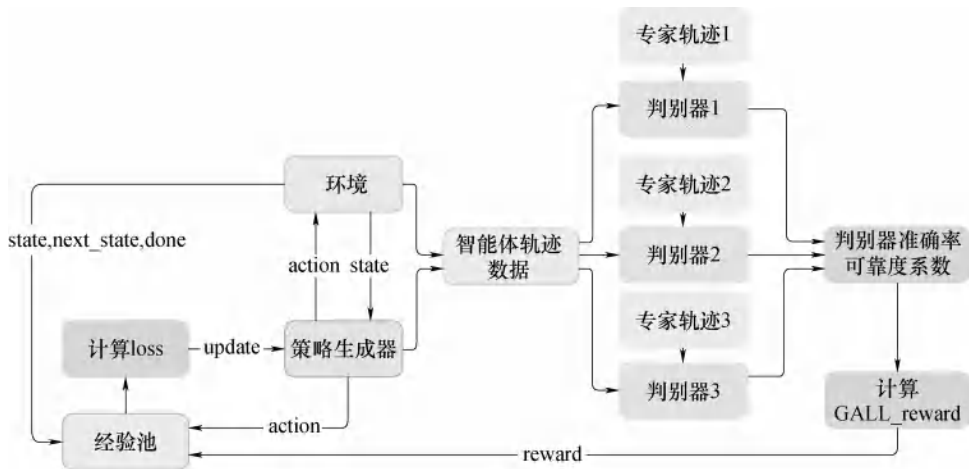 专家轨迹1
判别器1
环境
专家轨迹2
state,next_state,done
action state
智能体轨迹
数据
判别器2
判别器准确率
可靠度系数
专家轨迹3
计算loss
update
策略生成器
判别器3
计算
GALL_reward
action
经验池
reward